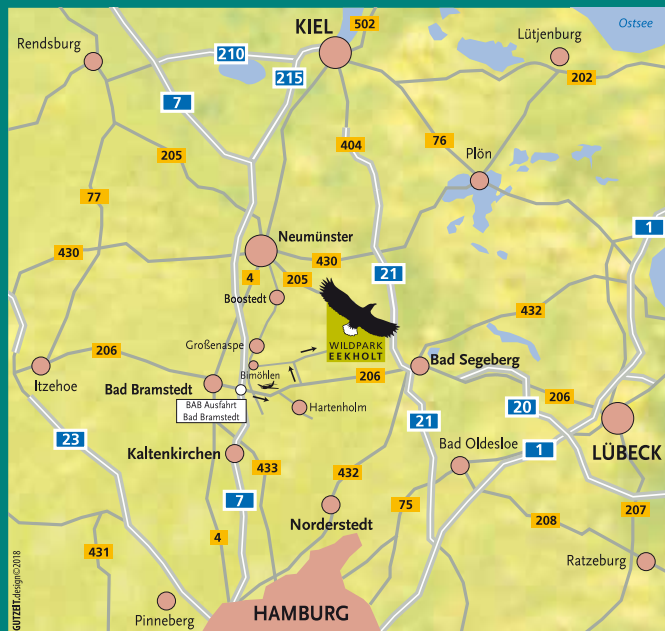 502
Ostsee
KIEL
Lütjenburg
Rendsburg
210
215
202
7
404
76
205
Plön
77
1
Neumünster
430
430
4
205
21
Boostedt
432
Großenaspe
WILDPARK
EEKHOLT
206
Bimöhlen
Bad Segeberg
206
Itzehoe
Bad Bramstedt
206
BAB Ausfahrt
Bad Bramstedt
Hartenholm
20
21
23
Bad Oldesloe
LÜBECK
1
Kaltenkirchen
433
432
7
75
207
Norderstedt
208
4
431
Ratzeburg
Pinneberg
HAMBURG
GUTZEIT.design©2018